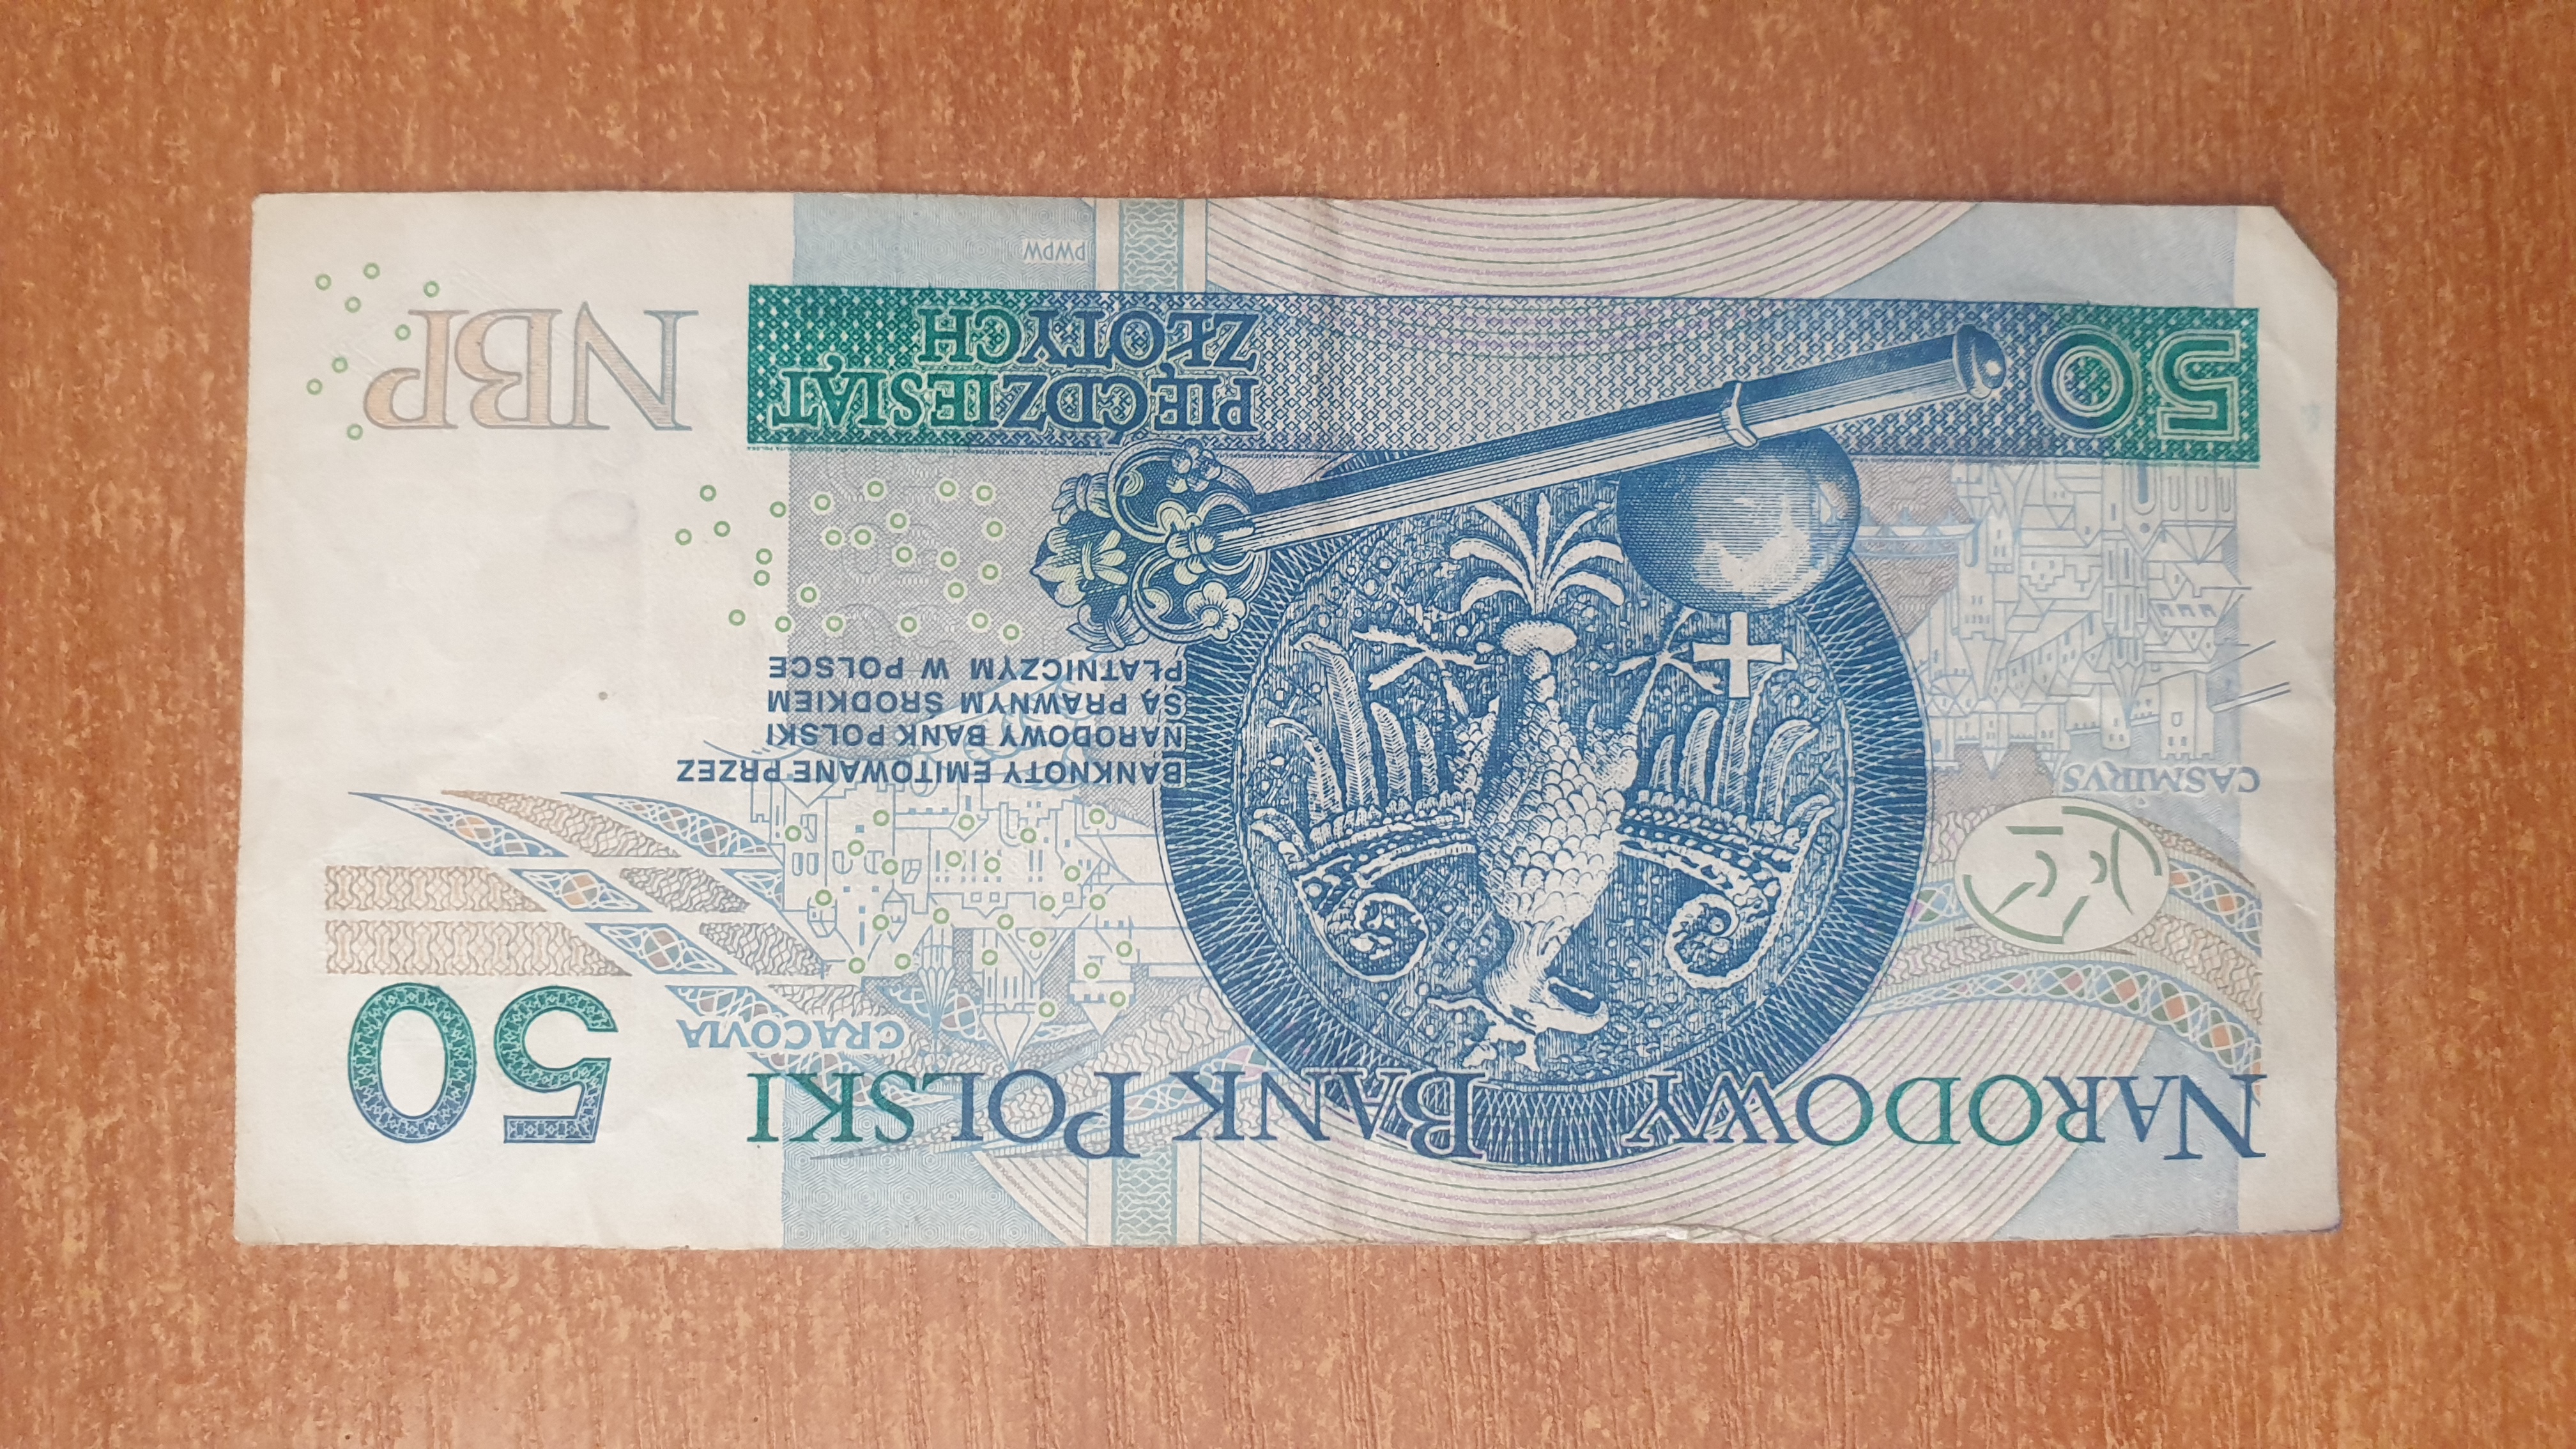 NARODOWY BANK POLSKI 50
CRACOVIA
BANKNOTY EMITOWANE PRZEZ
NARODOWY BANK POLSKI
SĄ PRAWNYM ŚRODKIEM
PŁATNICZYM W POLSCE
CASMIRVS
50
PIĘĆDZIESIĄT
ZŁOTYCH
NBP
PWPW